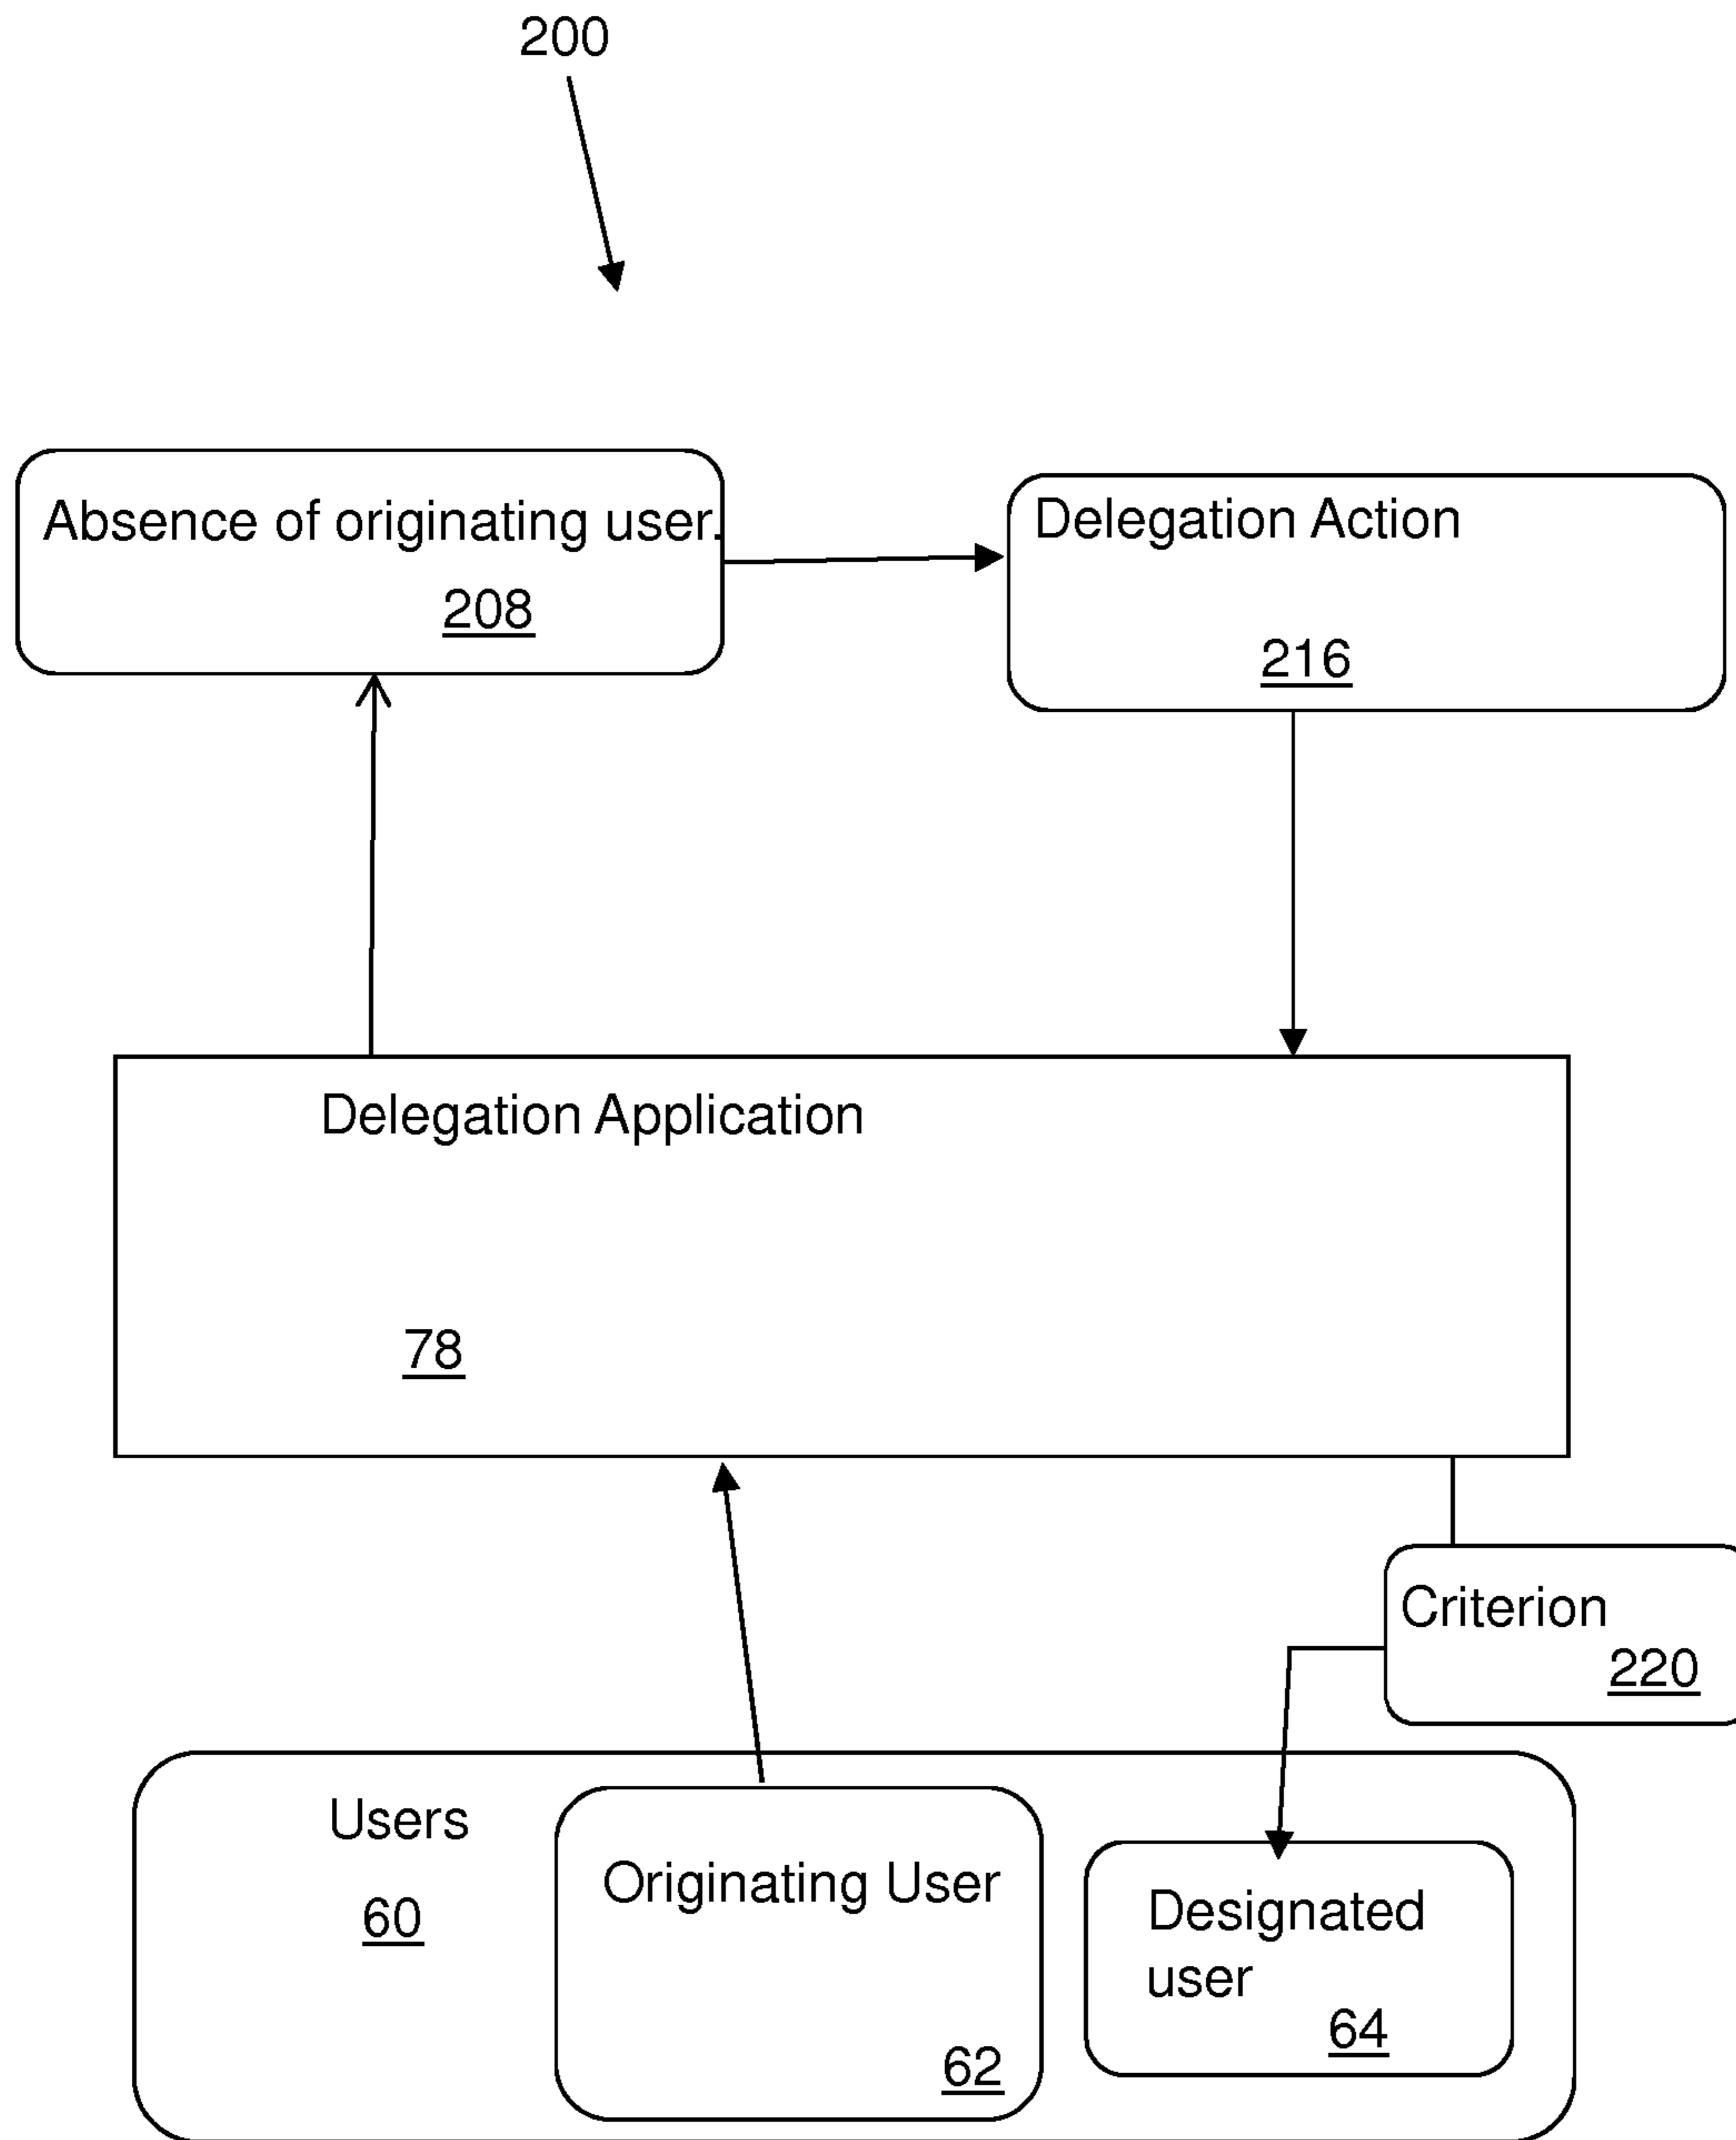 200
Absence of originating user.
208
Delegation Action
216
Delegation Application
78
Criterion
220
Users
60
Originating User
62
Designated
user
64